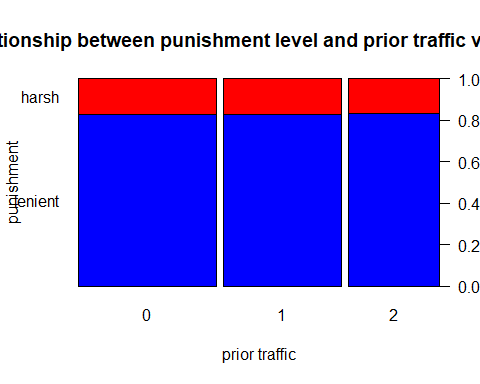 tionship between punishment level and prior traffic v
harsh
enient
punishment
1.0
0.8
0.6
0.4
0.2
0.0
0 1 2
prior traffic